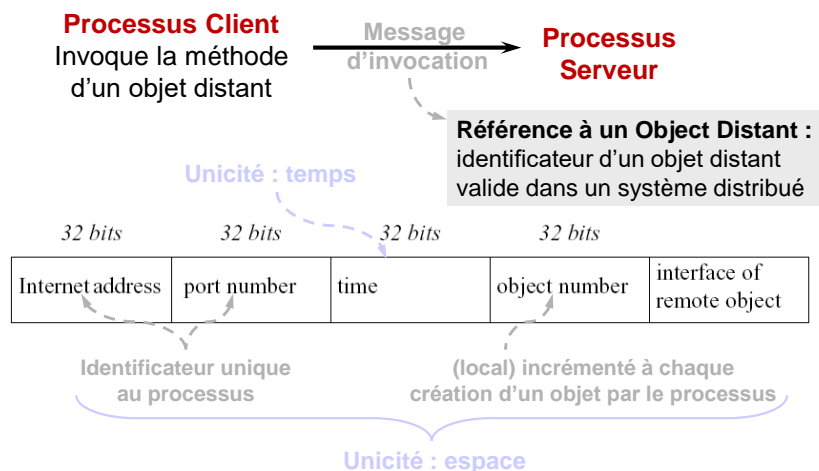 Processus Client
Invoque la méthode
d'un objet distant
Message
d'invocation
Processus
Serveur
Référence à un Object Distant :
identificateur d'un objet distant
valide dans un système distribué
Unicité : temps
32 bits 32 bits 32 bits 32 bits
Internet address port number time object number interface of
remote object
Identificateur unique
au processus
(local) incrémenté à chaque
création d'un objet par le processus
Unicité : espace